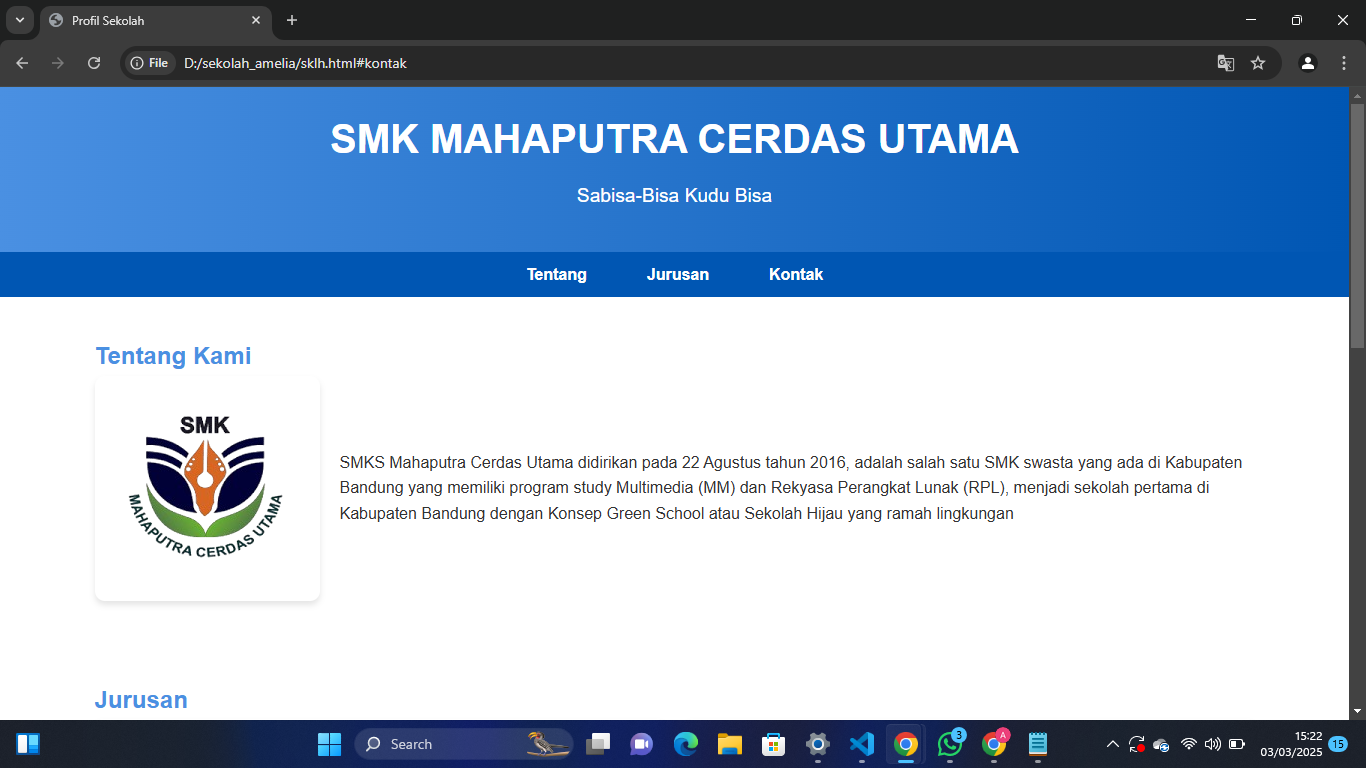 Profil Sekolah
File
D:/sekolah_amelia/sklh.html#kontak
SMK MAHAPUTRA CERDAS UTAMA
Sabisa-Bisa Kudu Bisa
Tentang Jurusan Kontak
Tentang Kami
SMK
MAHAPUTRA CERDAS UTAMA
SMKS Mahaputra Cerdas Utama didirikan pada 22 Agustus tahun 2016, adalah salah satu SMK swasta yang ada di Kabupaten
Bandung yang memiliki program study Multimedia (MM) dan Rekyasa Perangkat Lunak (RPL), menjadi sekolah pertama di
Kabupaten Bandung dengan Konsep Green School atau Sekolah Hijau yang ramah lingkungan
Jurusan
Search
3
A
15:22
03/03/2025
15